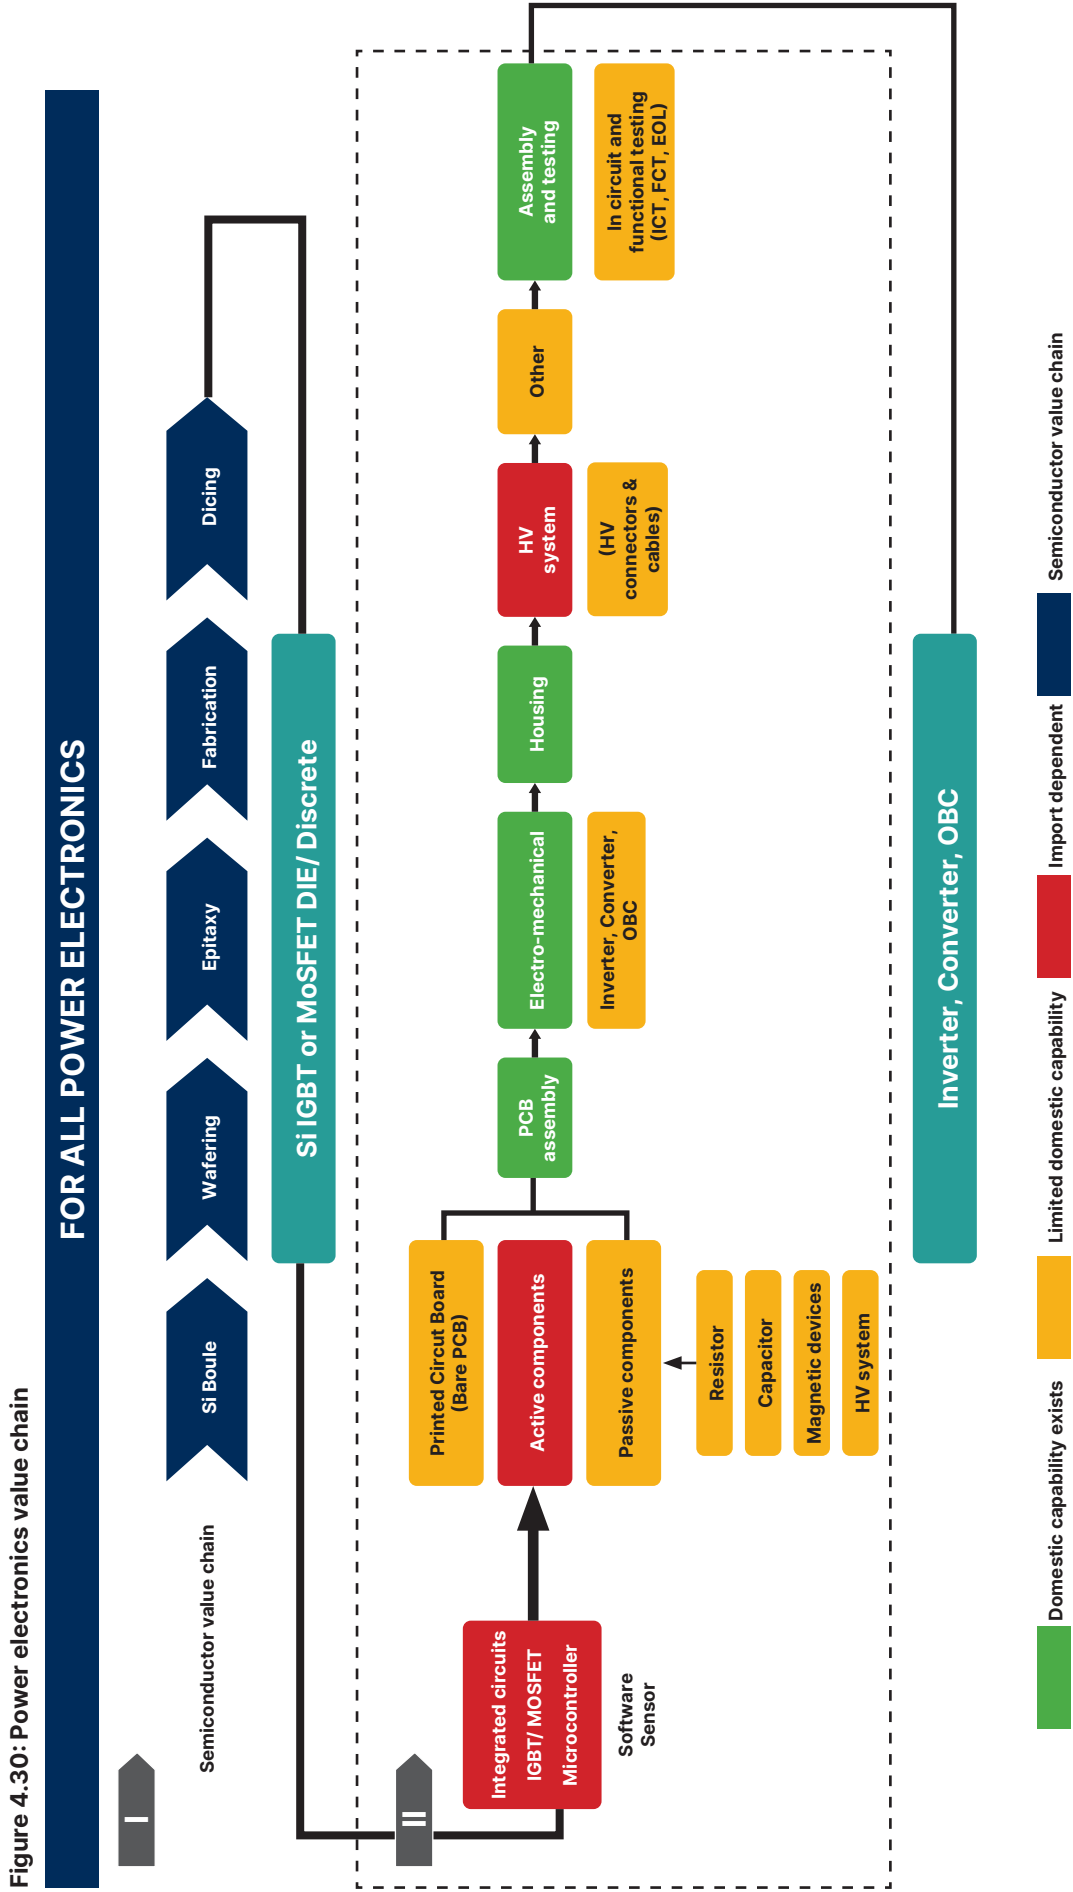 Figure 4.30: Power electronics value chain
FOR ALL POWER ELECTRONICS
I
Semiconductor value chain
Si Boule
Wafering
Epitaxy
Fabrication
Dicing
Si IGBT or MoSFET DIE/ Discrete
II
Integrated circuits
IGBT/ MOSFET
Microcontroller
Software
Sensor
Printed Circut Board
(Bare PCB)
Active components
Passive components
Resistor
Capacitor
Magnetic devices
HV system
PCB
assembly
Electro-mechanical
Inverter, Converter,
OBC
Housing
HV
system
(HV
connectors &
cables)
Other
Assembly
and testing
In circuit and
functional testing
(ICT, FCT, EOL)
Inverter, Converter, OBC
Domestic capability exists
Limited domestic capability
Import dependent
Semiconductor value chain